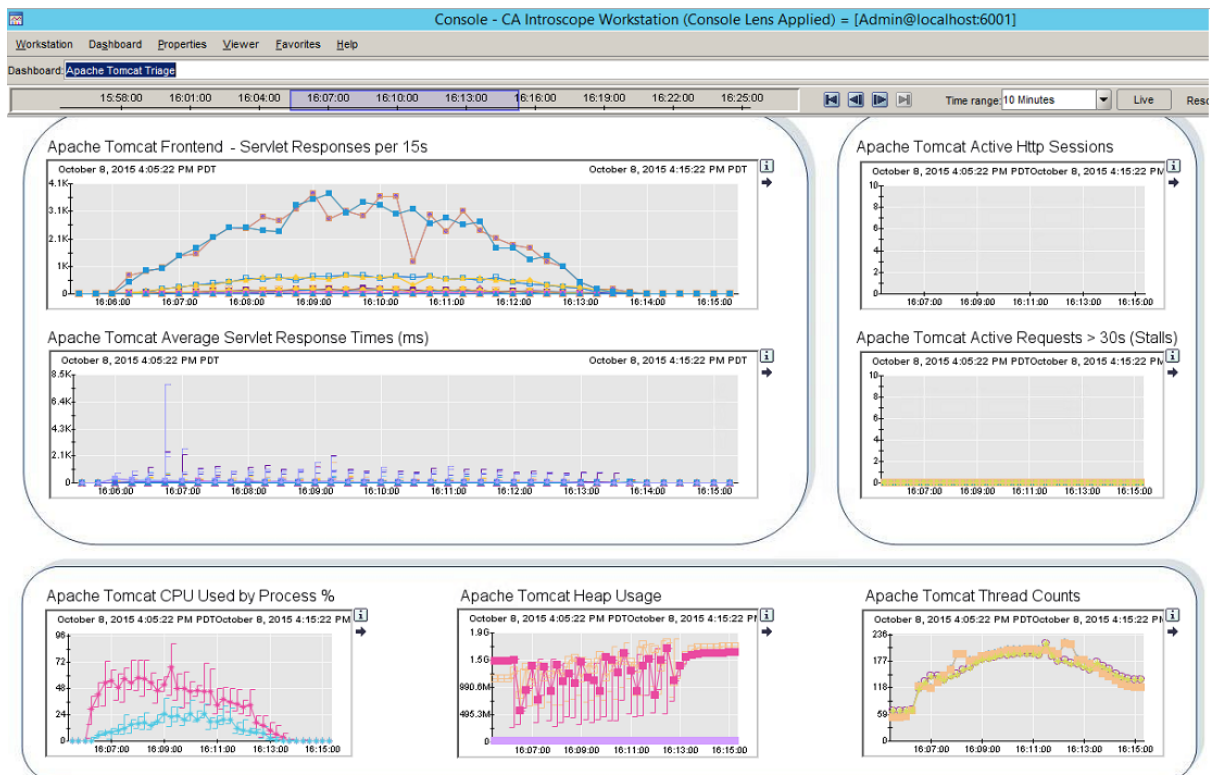 Console - CA Introscope Workstation (Console Lens Applied) = [Admin@localhost:6001]
Workstation Dashboard Properties Viewer Favorites Help
Dashboard: Apache Tomcat Triage
15:58:00 16:01:00 16:04:00 16:07:00 16:10:00 16:13:00 16:16:00 16:19:00 16:22:00 16:25:00 Time range: 10 Minutes Live Reso
Apache Tomcat Frontend - Servlet Responses per 15s
October 8, 2015 4:05:22 PM PDT October 8, 2015 4:15:22 PM PDT
4.1K
3.1K
2.1K
1K
0
16:06:00 16:07:00 16:08:00 16:09:00 16:10:00 16:11:00 16:12:00 16:13:00 16:14:00 16:15:00
Apache Tomcat Active Http Sessions
October 8, 2015 4:05:22 PM PDTOctober 8, 2015 4:15:22 PM
10
8
6
4
2
0
16:07:00 16:09:00 16:11:00 16:13:00 16:15:00
Apache Tomcat Average Servlet Response Times (ms)
October 8, 2015 4:05:22 PM PDT October 8, 2015 4:15:22 PM PDT
8.5K
6.4K
4.3K
2.1K
0
16:06:00 16:07:00 16:08:00 16:09:00 16:10:00 16:11:00 16:12:00 16:13:00 16:14:00 16:15:00
Apache Tomcat Active Requests > 30s (Stalls)
October 8, 2015 4:05:22 PM PDTOctober 8, 2015 4:15:22 PM
10
8
6
4
2
0
16:07:00 16:09:00 16:11:00 16:13:00 16:15:00
Apache Tomcat CPU Used by Process %
October 8, 2015 4:05:22 PM PDTOctober 8, 2015 4:15:22 PM
96
72
48
24
0
16:07:00 16:09:00 16:11:00 16:13:00 16:15:00
Apache Tomcat Heap Usage
October 8, 2015 4:05:22 PM PDTOctober 8, 2015 4:15:22 PM
1.9G
1.5G
990.6M
495.3M
0
16:07:00 16:09:00 16:11:00 16:13:00 16:15:00
Apache Tomcat Thread Counts
October 8, 2015 4:05:22 PM PDTOctober 8, 2015 4:15:22 PM
236
177
118
59
0
16:07:00 16:09:00 16:11:00 16:13:00 16:15:00